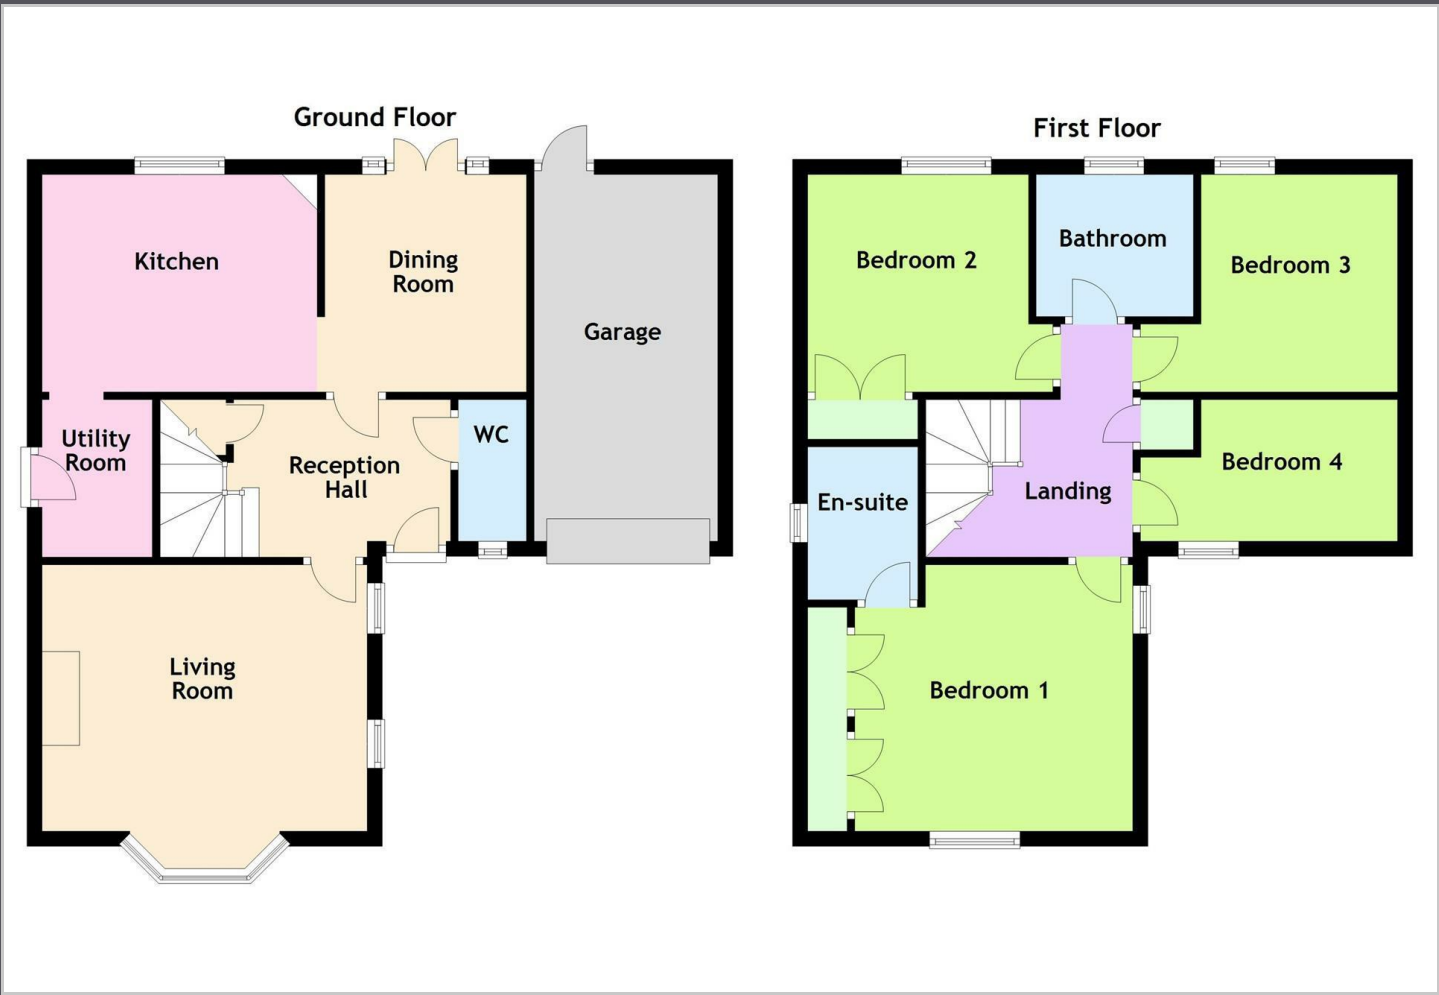 Ground Floor
Kitchen
Dining
Room
Garage
Utility
Room
Reception
Hall
WC
Living
Room
First Floor
Bedroom 2
Bathroom
Bedroom 3
En-suite
Landing
Bedroom 4
Bedroom 1